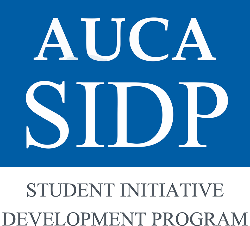 AUCA
SIDP
STUDENT INITIATIVE
DEVELOPMENT PROGRAM